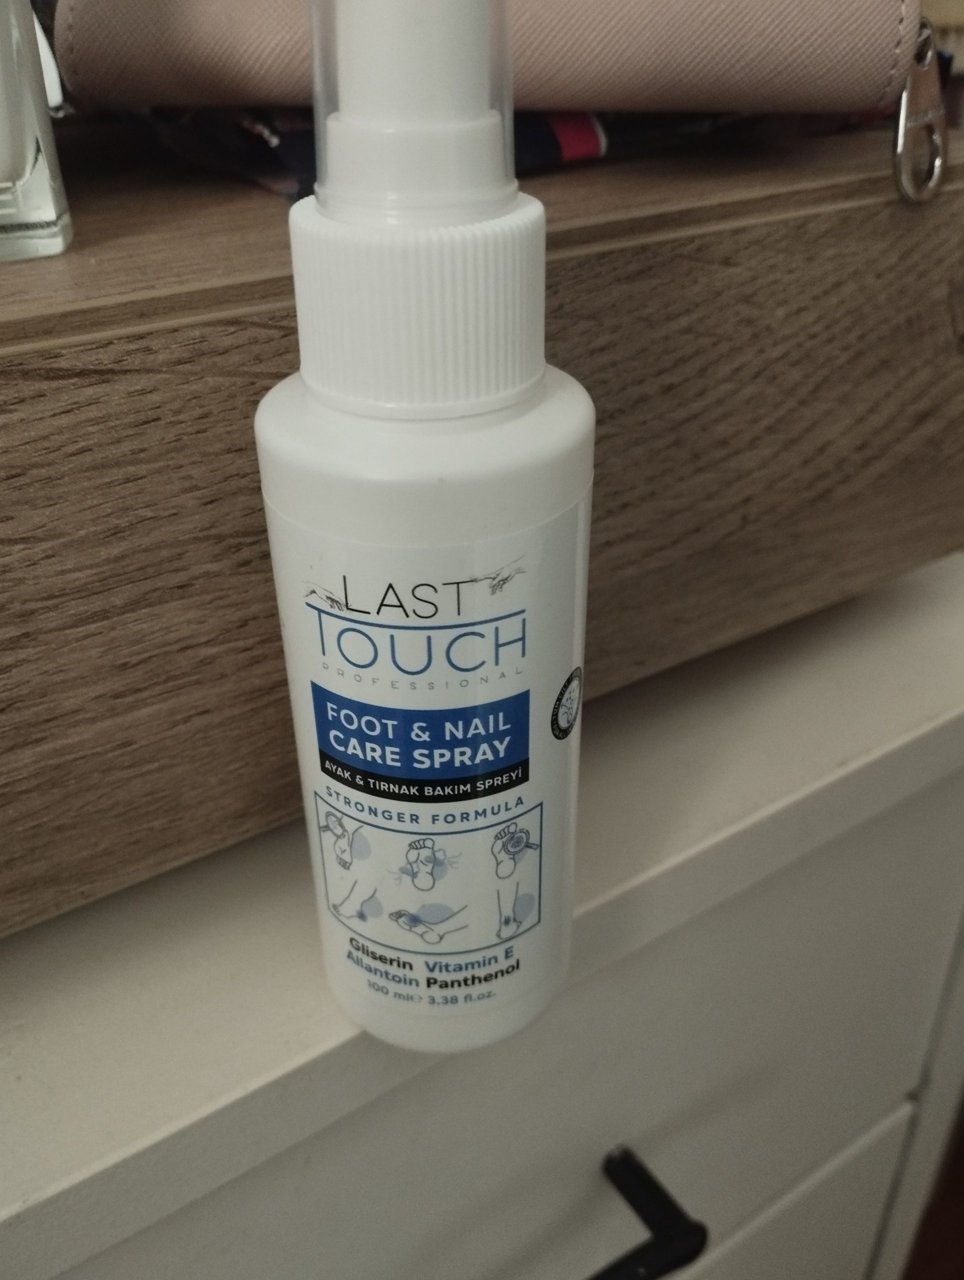 LAST
TOUCH
PROFESSIONAL
FOOT & NAIL
CARE SPRAY
AYAK & TIRNAK BAKIM SPREYİ
STRONGER FORMULA
Gliserin Vitamin E
Allantoin Panthenol
100 ml℮ 3.38 fl.oz.